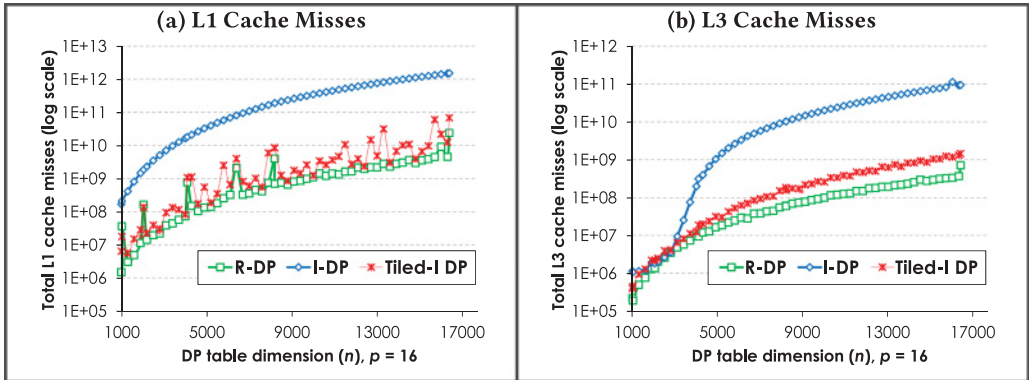 (a) L1 Cache Misses
Total L1 cache misses (log scale)
1E+13
1E+12
1E+11
1E+10
1E+09
1E+08
1E+07
1E+06
1E+05
R-DP
I-DP
Tiled-I DP
1000
5000
9000
13000
17000
DP table dimension (n), p = 16
(b) L3 Cache Misses
Total L3 cache misses (log scale)
1E+12
1E+11
1E+10
1E+09
1E+08
1E+07
1E+06
1E+05
R-DP
I-DP
Tiled-I DP
1000
5000
9000
13000
17000
DP table dimension (n), p = 16